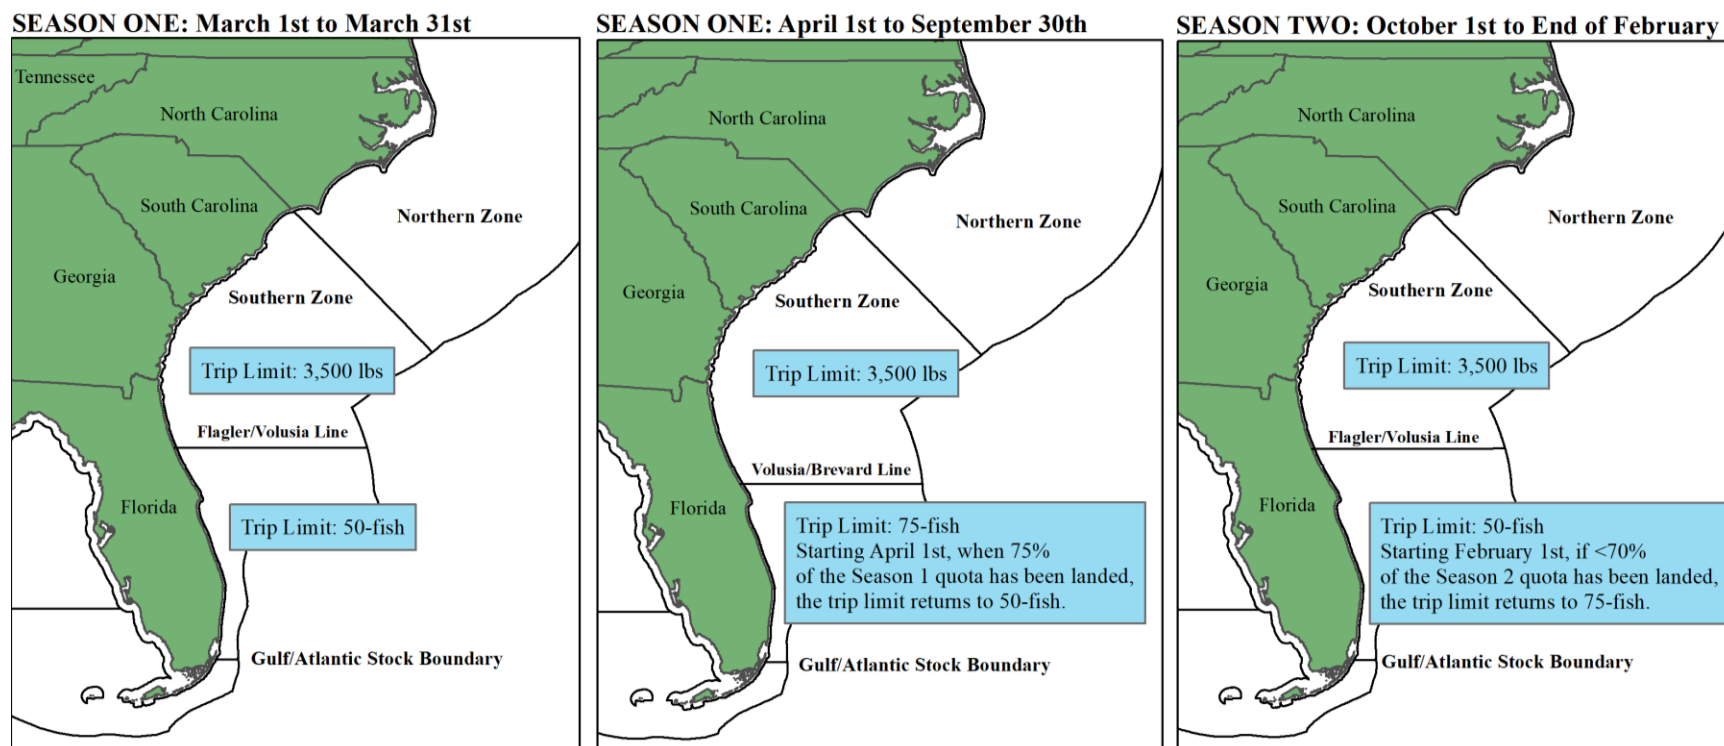 SEASON ONE: March 1st to March 31st
Tennessee
North Carolina
South Carolina
Northern Zone
Georgia
Southern Zone
Trip Limit: 3,500 lbs
Flagler/Volusia Line
Florida
Trip Limit: 50-fish
Gulf/Atlantic Stock Boundary
SEASON ONE: April 1st to September 30th
North Carolina
South Carolina
Northern Zone
Georgia
Southern Zone
Trip Limit: 3,500 lbs
Volusia/Brevard Line
Florida
Trip Limit: 75-fish
Starting April 1st, when 75%
of the Season 1 quota has been landed,
the trip limit returns to 50-fish.
Gulf/Atlantic Stock Boundary
SEASON TWO: October 1st to End of February
North Carolina
South Carolina
Northern Zone
Georgia
Southern Zone
Trip Limit: 3,500 lbs
Flagler/Volusia Line
Florida
Trip Limit: 50-fish
Starting February 1st, if <70%
of the Season 2 quota has been landed,
the trip limit returns to 75-fish.
Gulf/Atlantic Stock Boundary